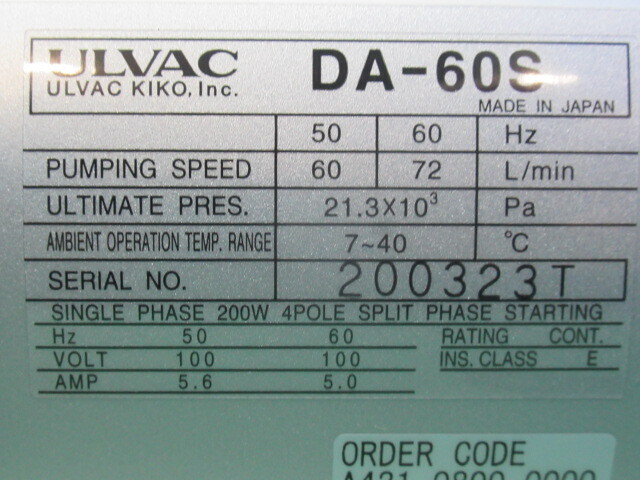 ULVAC DA-60S
ULVAC KIKO, Inc.
MADE IN JAPAN
50 60 Hz
PUMPING SPEED 60 72 L/min
ULTIMATE PRES. 21.3X10³ Pa
AMBIENT OPERATION TEMP. RANGE 7~40 °C
SERIAL NO. 200323T
SINGLE PHASE 200W 4POLE SPLIT PHASE STARTING
Hz 50 60 RATING CONT.
VOLT 100 100 INS. CLASS E
AMP 5.6 5.0
ORDER CODE